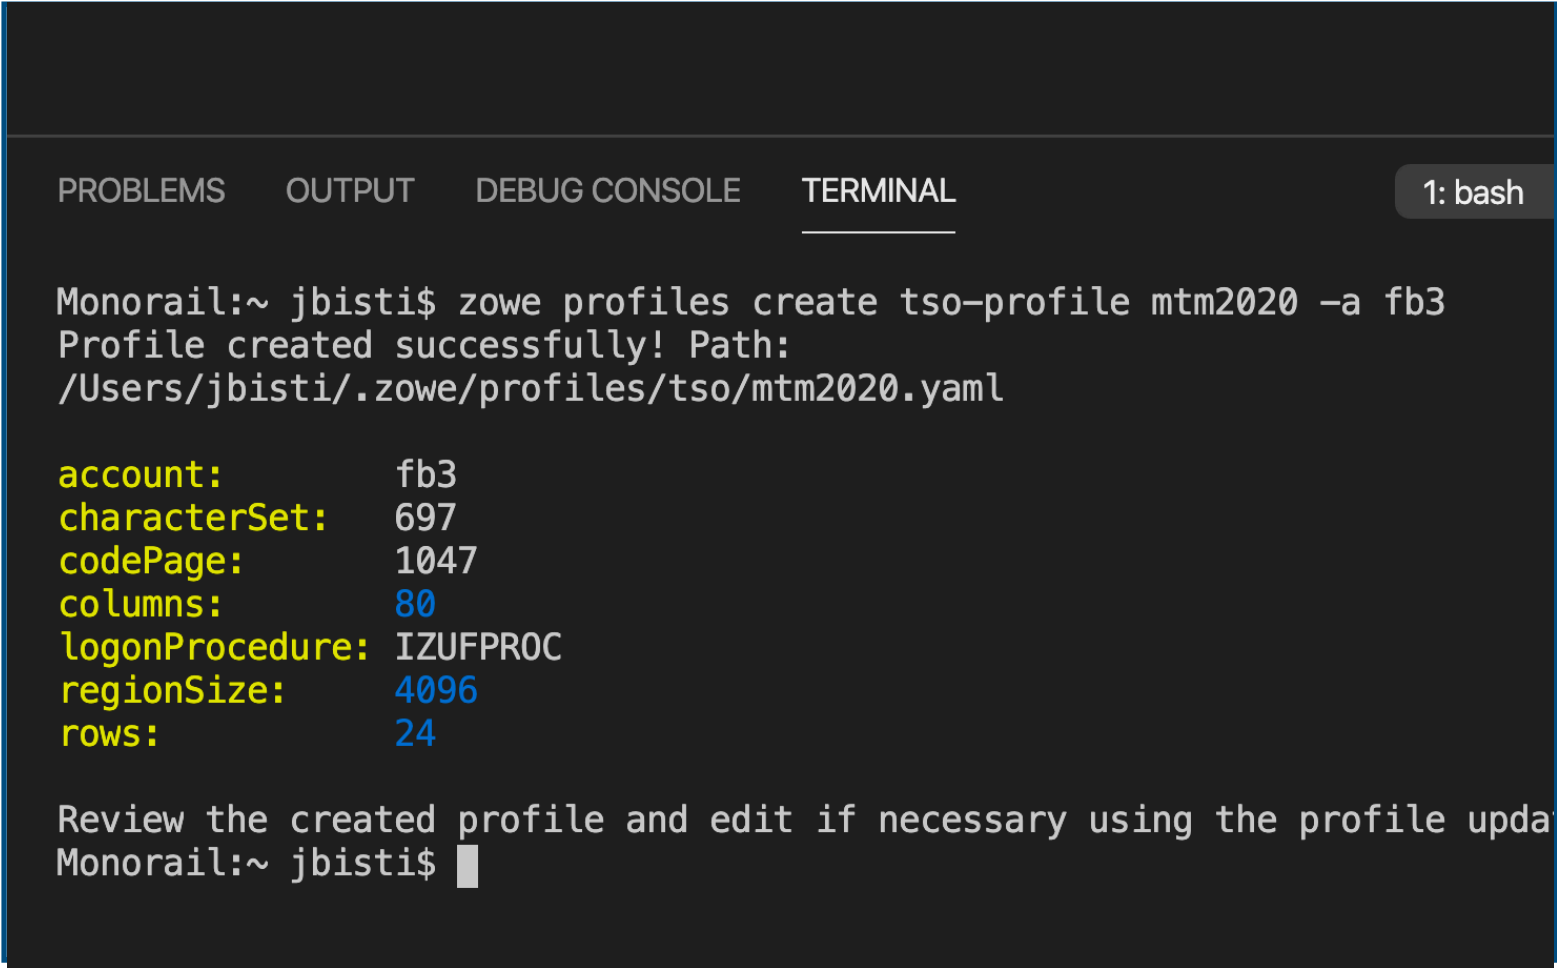 PROBLEMS OUTPUT DEBUG CONSOLE TERMINAL 1: bash
Monorail:~ jbisti$ zowe profiles create tso-profile mtm2020 -a fb3
Profile created successfully! Path:
/Users/jbisti/.zowe/profiles/tso/mtm2020.yaml
account: fb3
characterSet: 697
codePage: 1047
columns: 80
logonProcedure: IZUFPROC
regionSize: 4096
rows: 24
Review the created profile and edit if necessary using the profile upda
Monorail:~ jbisti$